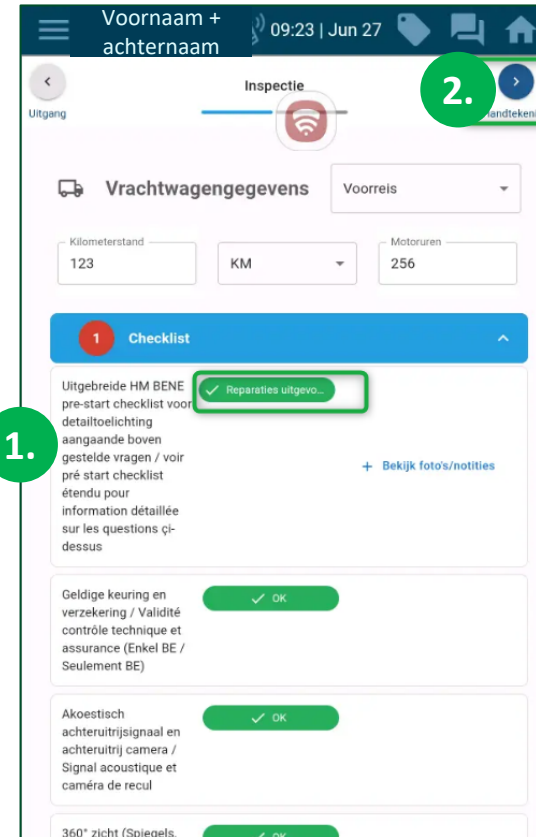 Voornaam +
achternaam
09:23 | Jun 27
Uitgang
Inspectie
2.
Vrachtwagengegevens
Voorreis
Kilometerstand
123
KM
Motoruren
256
1 Checklist
1.
Uitgebreide HM BENE
pre-start checklist voor
detailtoelichting
aangaande boven
gestelde vragen / voir
pré start checklist
étendu pour
information détaillée
sur les questions çi-
dessus
Reparaties uitgevo...
+ Bekijk foto's/notities
Geldige keuring en
verzekering / Validité
contrôle technique et
assurance (Enkel BE /
Seulement BE)
OK
Akoestisch
achteruitrijsignaal en
achteruitrij camera /
Signal acoustique et
caméra de recul
OK
360° zicht (Spiegels,
OK